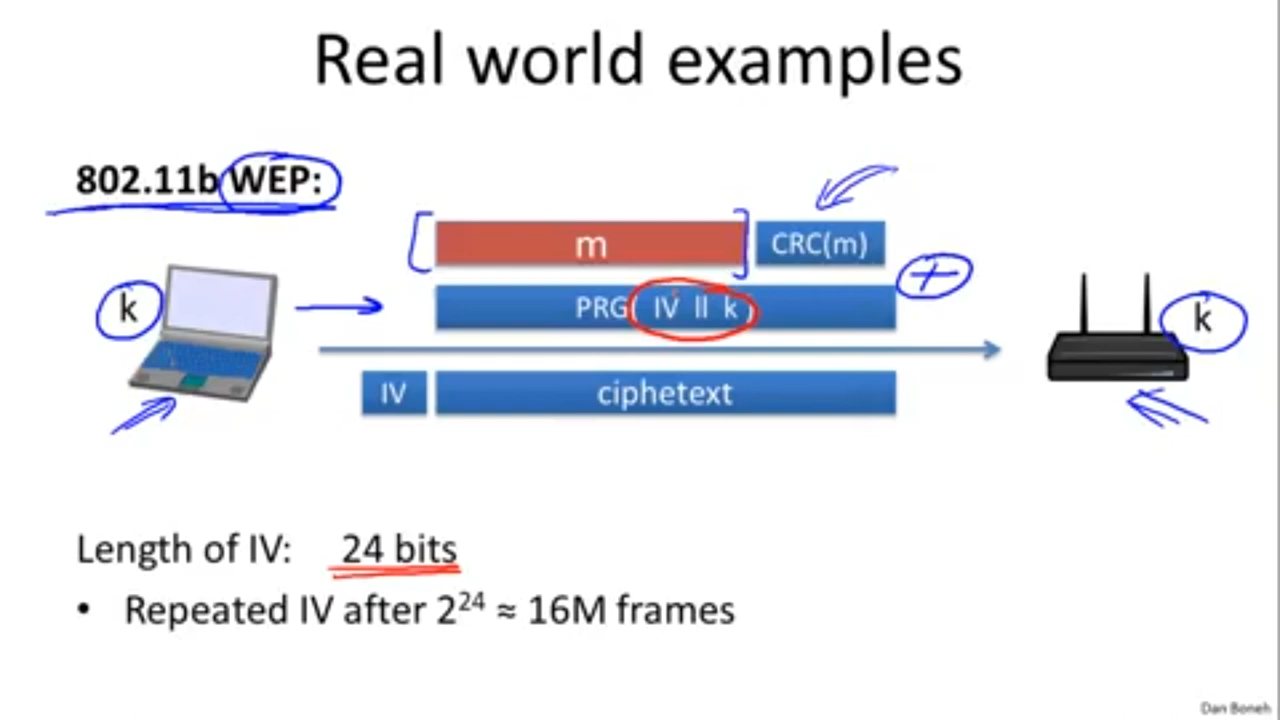 Real world examples
802.11b WEP:
m
CRC(m)
k
PRG( IV ll k )
+
k
IV
ciphetext
Length of IV: 24 bits
• Repeated IV after 2²⁴ ≈ 16M frames
Dan Boneh